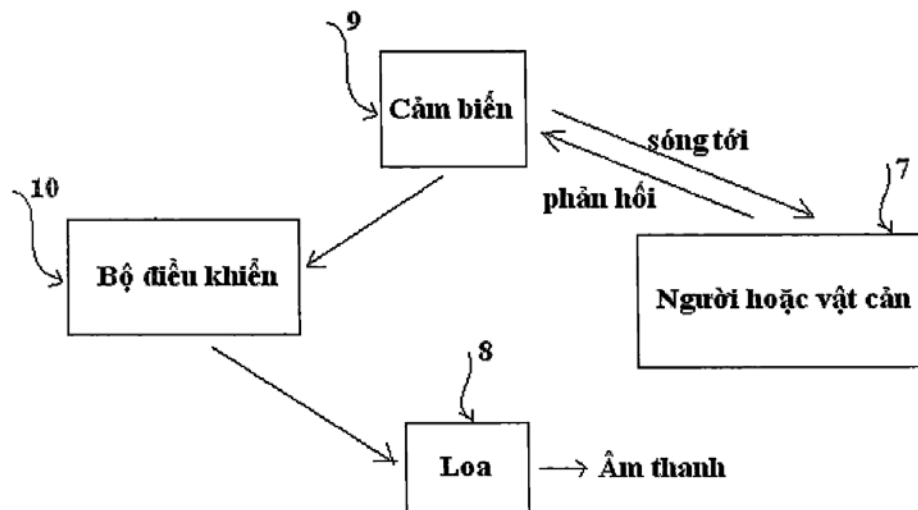 9
Cảm biến
sóng tới
phản hồi
10
7
Bộ điều khiển
Người hoặc vật cản
8
Loa
Âm thanh